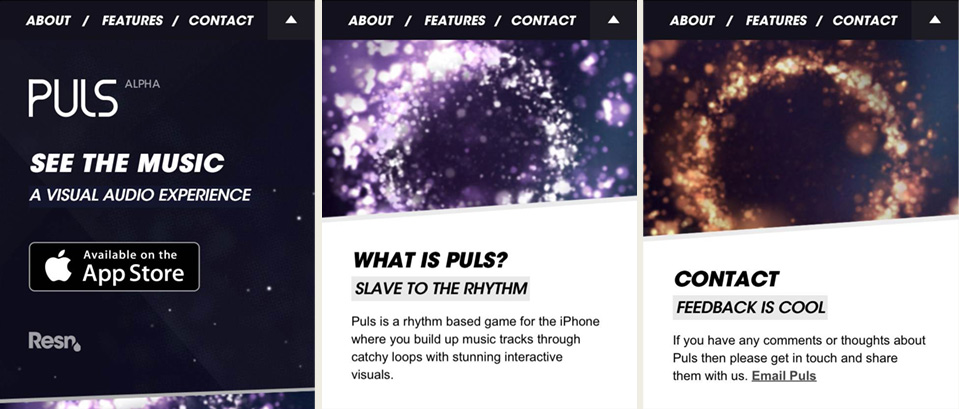 ABOUT / FEATURES / CONTACT
PULS ALPHA
SEE THE MUSIC
A VISUAL AUDIO EXPERIENCE
Available on the
App Store
Resn
ABOUT / FEATURES / CONTACT
WHAT IS PULS?
SLAVE TO THE RHYTHM
Puls is a rhythm based game for the iPhone
where you build up music tracks through
catchy loops with stunning interactive
visuals.
ABOUT / FEATURES / CONTACT
CONTACT
FEEDBACK IS COOL
If you have any comments or thoughts about
Puls then please get in touch and share
them with us. Email Puls